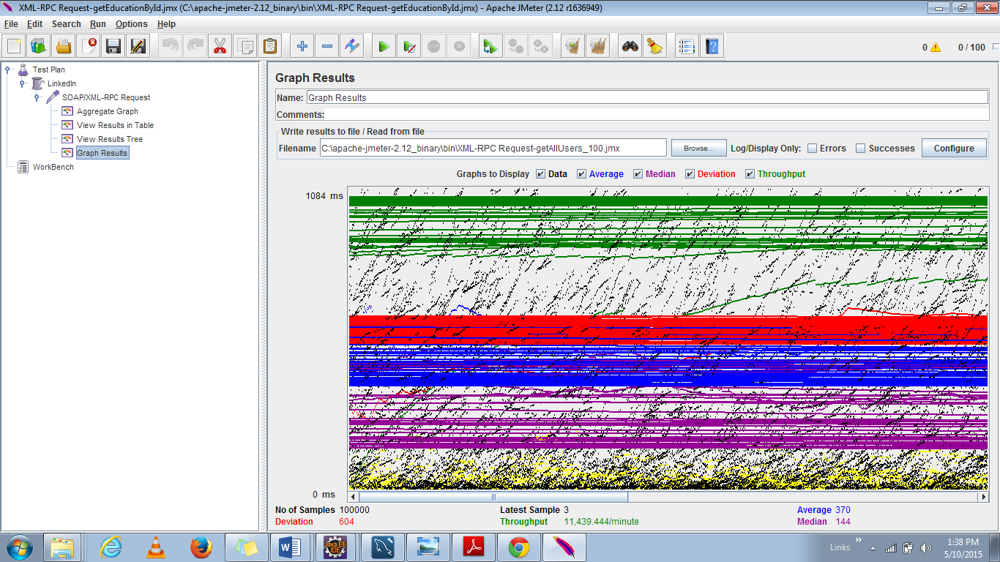 XML-RPC Request-getEducationById.jmx (C:\apache-jmeter-2.12_binary\bin\XML-RPC Request-getEducationById.jmx) - Apache JMeter (2.12 r1636949)
File Edit Search Run Options Help
0 0 / 100
Test Plan
LinkedIn
SOAP/XML-RPC Request
Aggregate Graph
View Results in Table
View Results Tree
Graph Results
WorkBench
Graph Results
Name: Graph Results
Comments:
Write results to file / Read from file
Filename C:\apache-jmeter-2.12_binary\bin\XML-RPC Request-getAllUsers_100.jmx Browse... Log/Display Only: Errors Successes Configure
Graphs to Display Data Average Median Deviation Throughput
1084 ms
0 ms
No of Samples 100000 Latest Sample 3 Average 370
Deviation 604 Throughput 11,439.444/minute Median 144
Java EE
IDE
Links
1:38 PM
5/10/2015